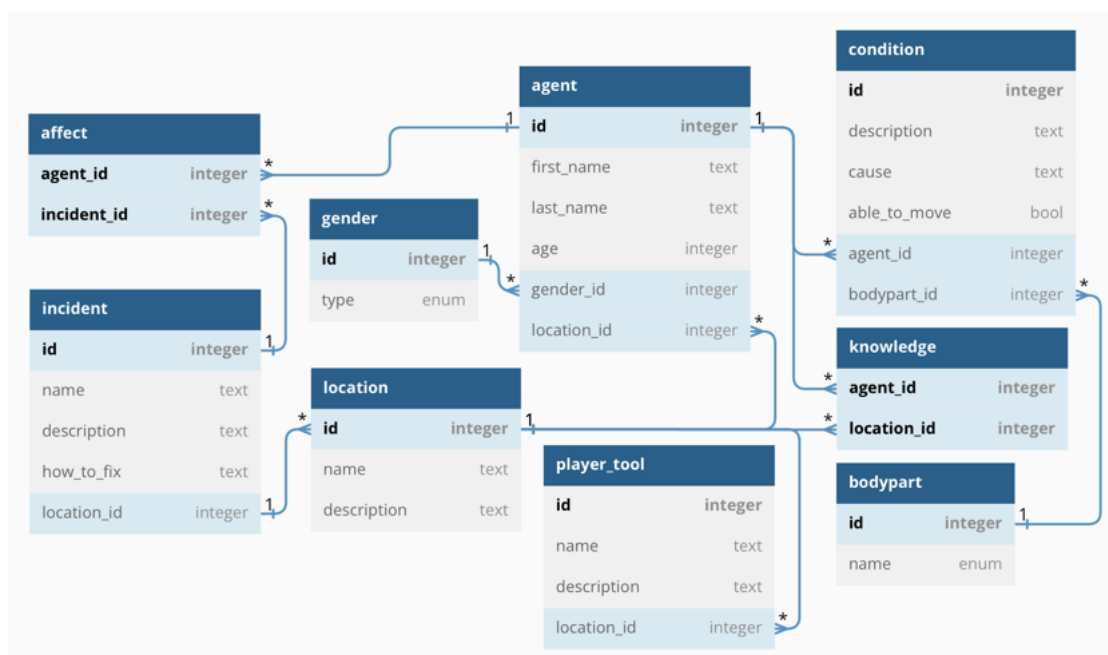 affect
agent_id integer
incident_id integer
incident
id integer
name text
description text
how_to_fix text
location_id integer
gender
id integer
type enum
location
id integer
name text
description text
agent
id integer
first_name text
last_name text
age integer
gender_id integer
location_id integer
player_tool
id integer
name text
description text
location_id integer
condition
id integer
description text
cause text
able_to_move bool
agent_id integer
bodypart_id integer
knowledge
agent_id integer
location_id integer
bodypart
id integer
name enum
1
*
*
1
1
*
*
1
1
*
1
*
*
*
*
1
*
1